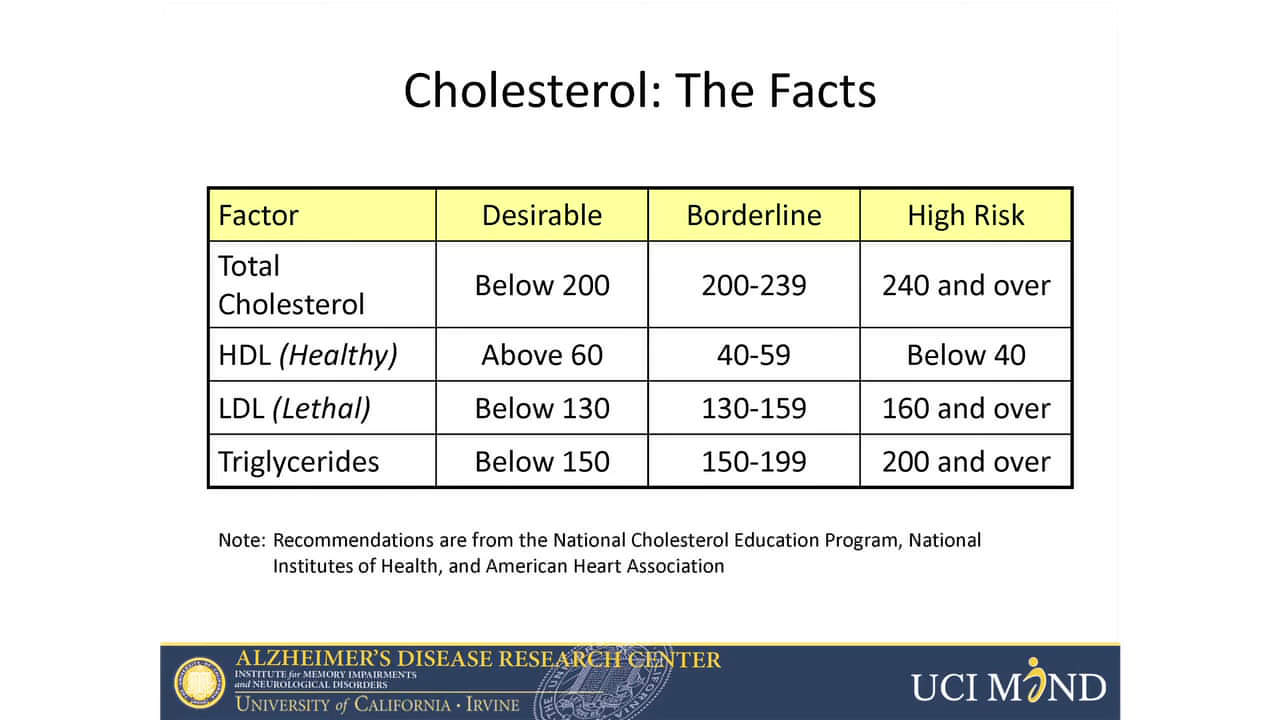 Cholesterol: The Facts
Factor Desirable Borderline High Risk
Total
Cholesterol Below 200 200-239 240 and over
HDL (Healthy) Above 60 40-59 Below 40
LDL (Lethal) Below 130 130-159 160 and over
Triglycerides Below 150 150-199 200 and over
Note: Recommendations are from the National Cholesterol Education Program, National
Institutes of Health, and American Heart Association
ALZHEIMER'S DISEASE RESEARCH CENTER
INSTITUTE for MEMORY IMPAIRMENTS
and NEUROLOGICAL DISORDERS
UNIVERSITY of CALIFORNIA · IRVINE
UCI MIND